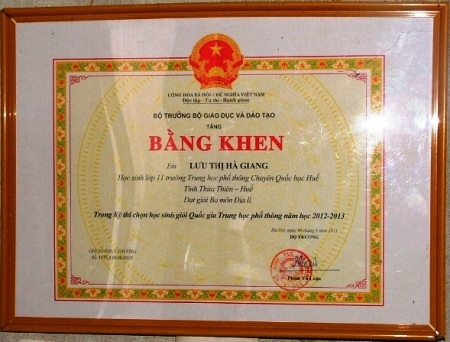 CỘNG HÒA XÃ HỘI CHỦ NGHĨA VIỆT NAM
Độc lập - Tự do - Hạnh phúc
BỘ TRƯỞNG BỘ GIÁO DỤC VÀ ĐÀO TẠO
TẶNG
BẰNG KHEN
Em LƯU THỊ HÀ GIANG
Học sinh lớp 11 trường Trung học phổ thông Chuyên Quốc học Huế
Tỉnh Thừa Thiên – Huế
Đạt giải Ba môn Địa lí
Trong Kỳ thi chọn học sinh giỏi Quốc gia Trung học phổ thông năm học 2012-2013
Hà Nội, ngày
BỘ TRƯỞNG